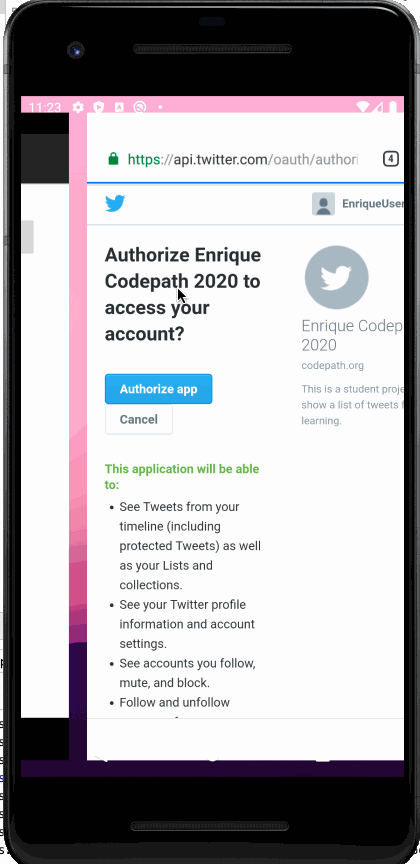 11:23
https://api.twitter.com/oauth/authori
4
EnriqueUser
Authorize Enrique
Codepath 2020 to
access your
account?
Authorize app
Cancel
Enrique Codep
2020
codepath.org
This is a student proje
show a list of tweets f
learning.
This application will be able
to:
• See Tweets from your
timeline (including
protected Tweets) as well
as your Lists and
collections.
• See your Twitter profile
information and account
settings.
• See accounts you follow,
mute, and block.
• Follow and unfollow